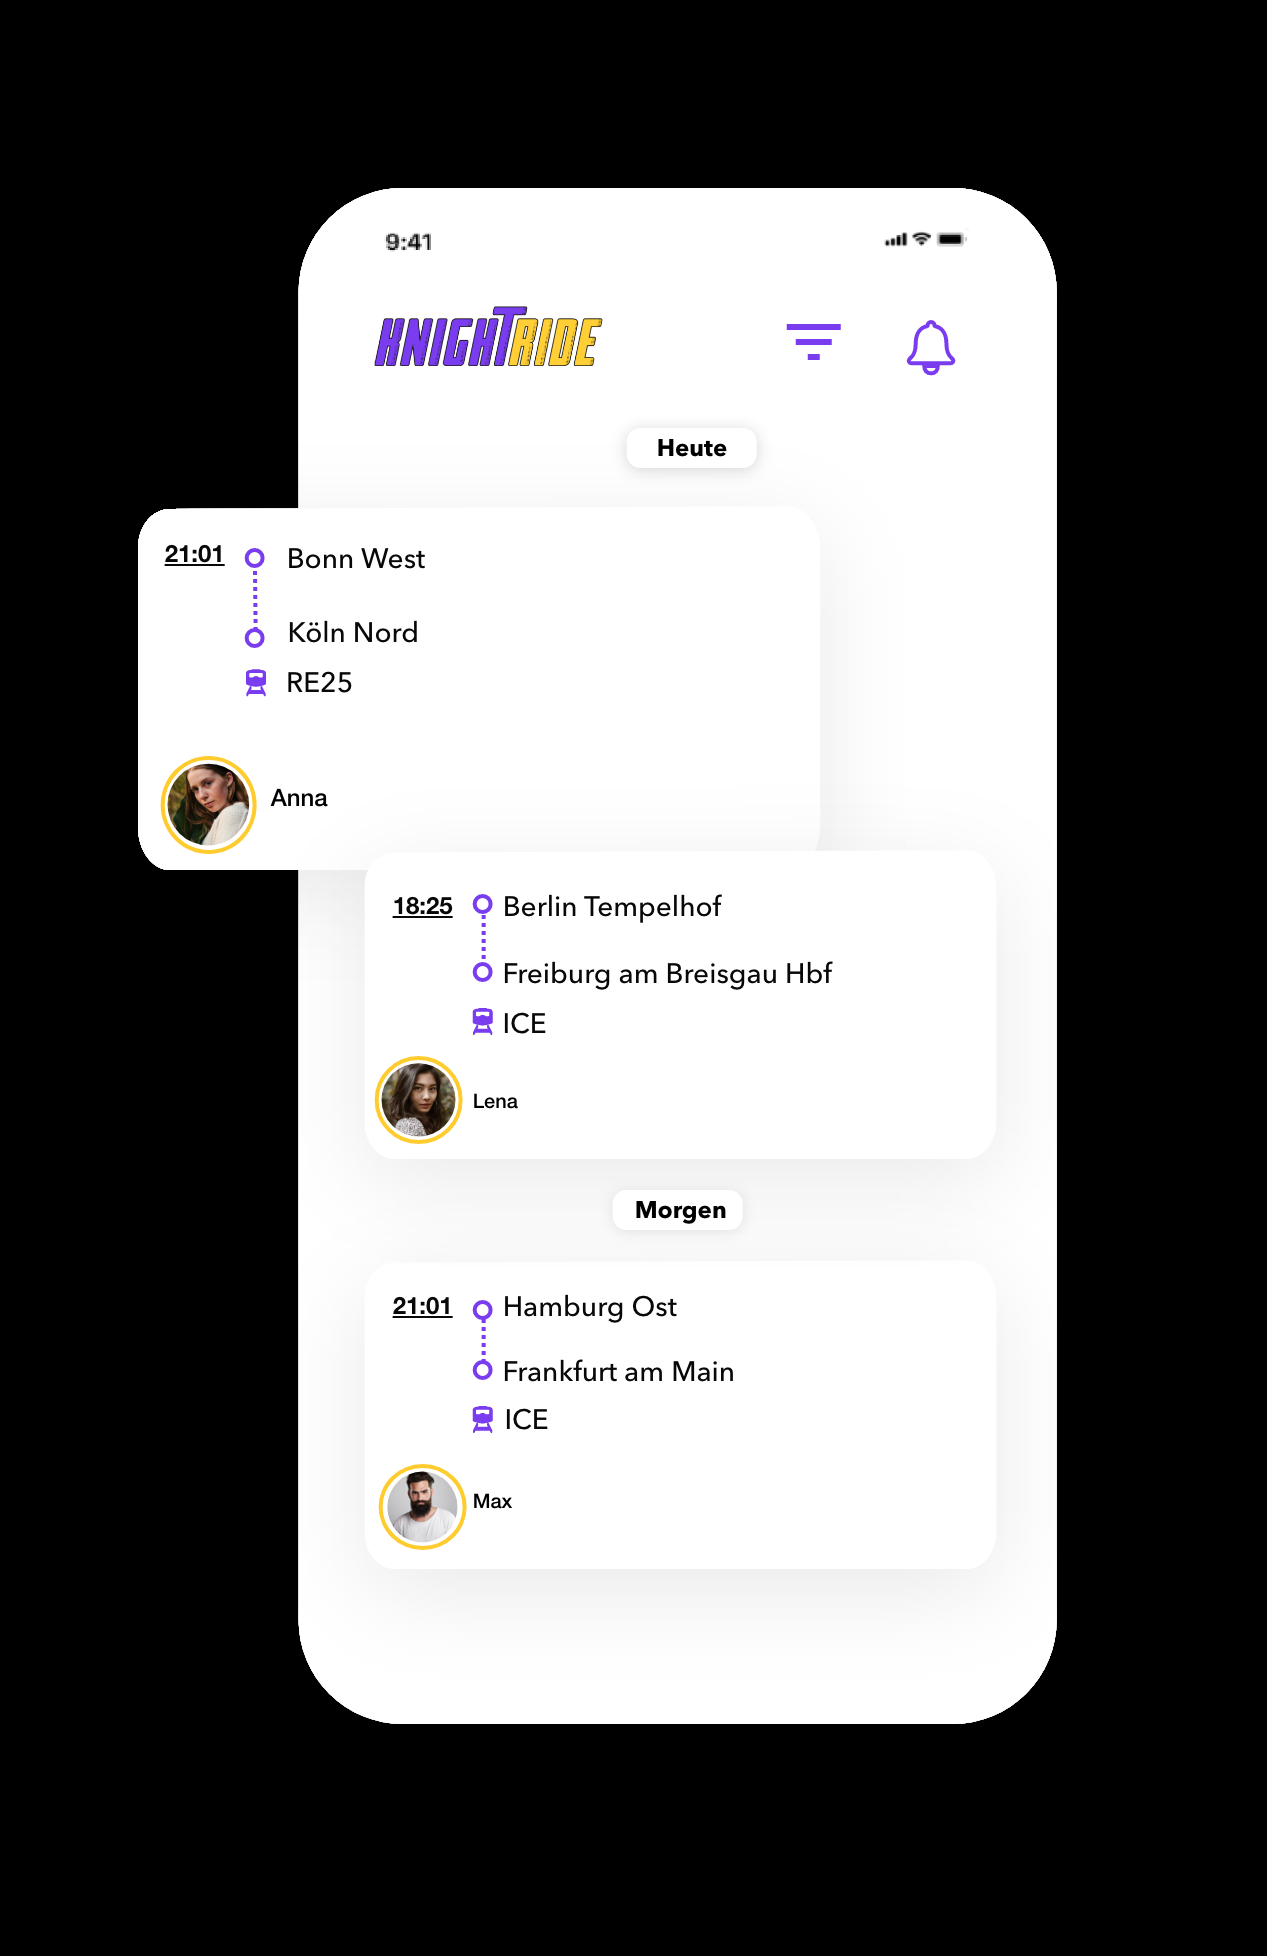 9:41
KNIGHTRIDE
Heute
21:01
Bonn West
Köln Nord
RE25
Anna
18:25
Berlin Tempelhof
Freiburg am Breisgau Hbf
ICE
Lena
Morgen
21:01
Hamburg Ost
Frankfurt am Main
ICE
Max